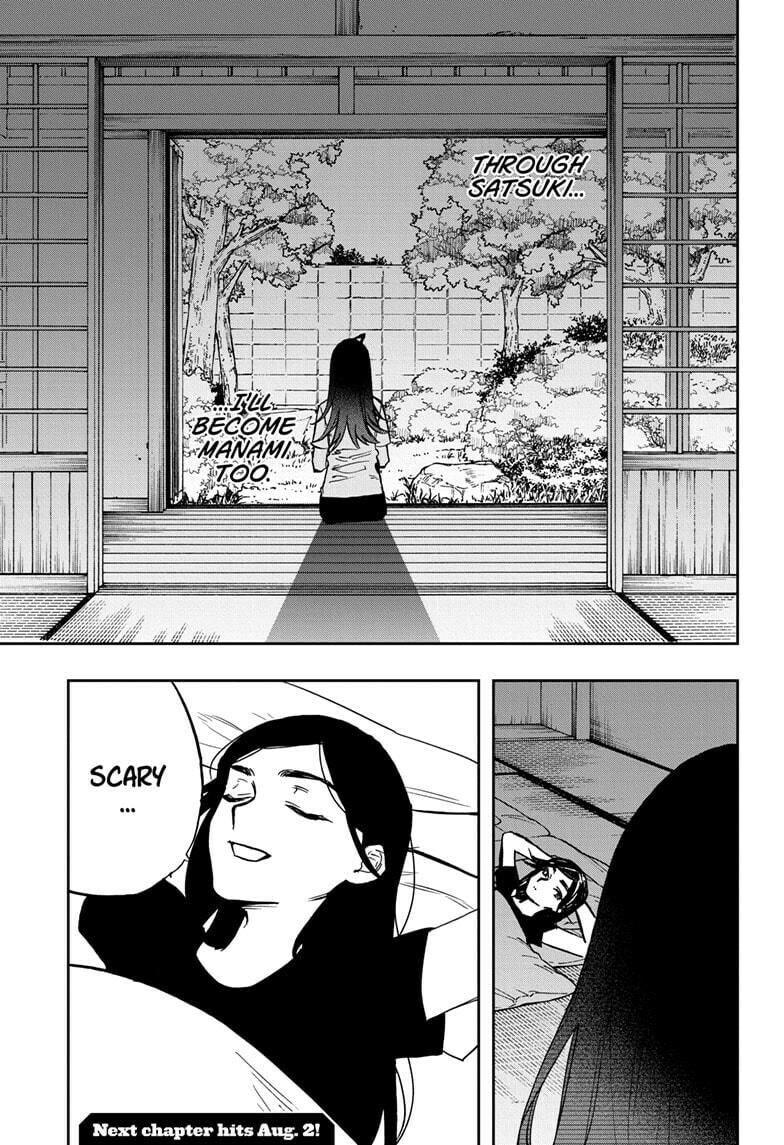 THROUGH
SATSUKI...
...I'LL
BECOME
MANAMI
TOO.
SCARY
...
Next chapter hits Aug. 2!